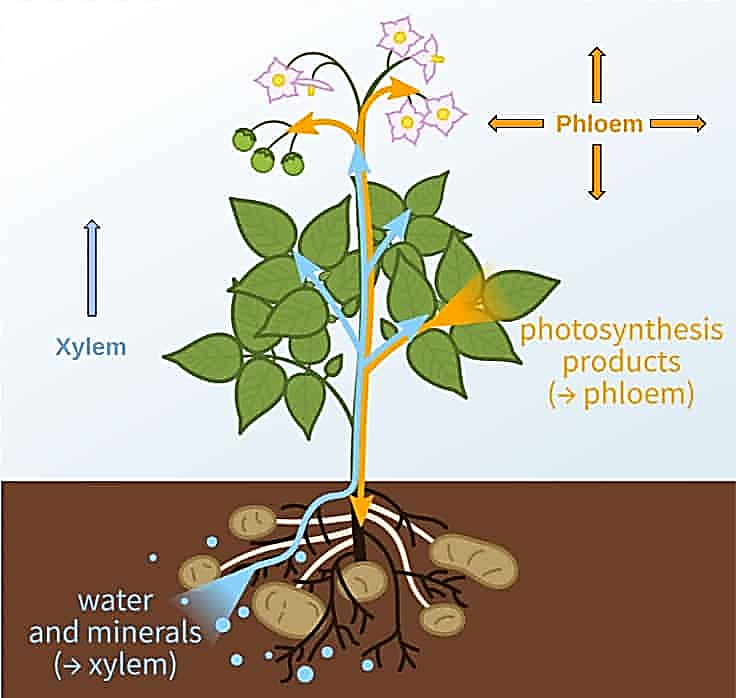 Phloem
Xylem
photosynthesis
products
(→ phloem)
water
and minerals
(→ xylem)